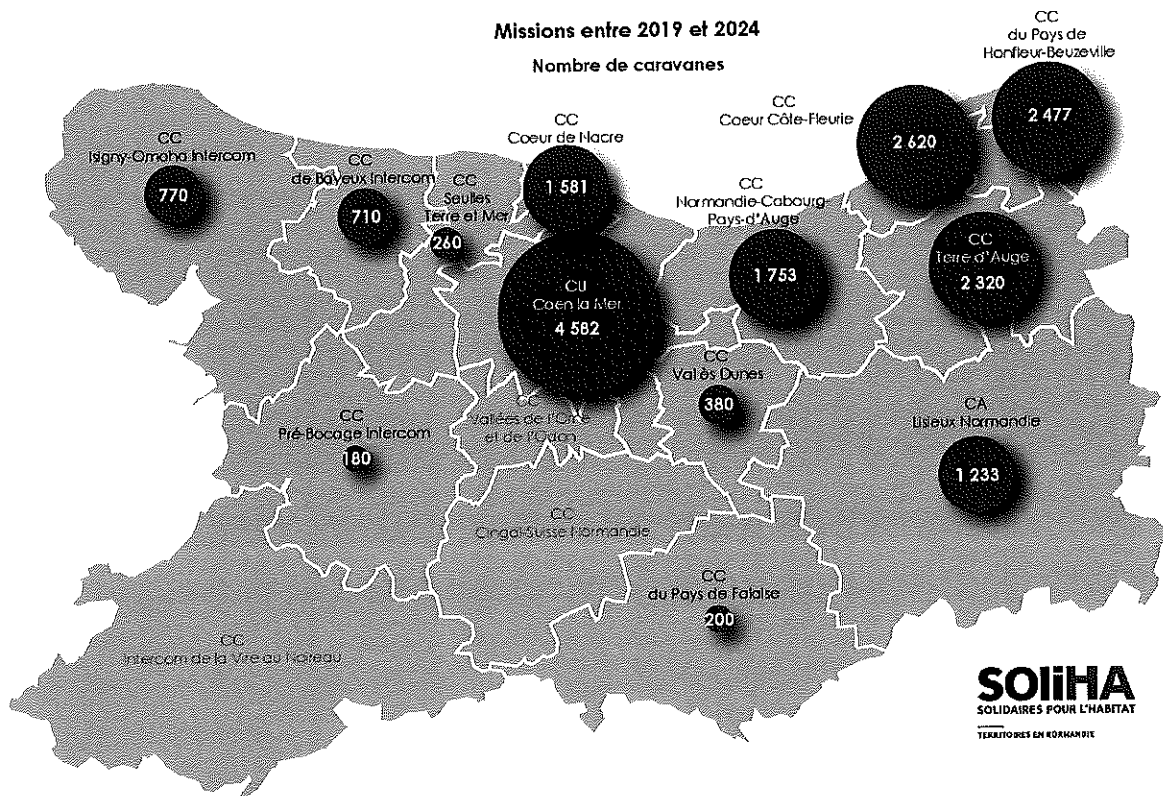 Missions entre 2019 et 2024
Nombre de caravanes
CC
du Pays de
Honfleur-Beuzeville
2 477
CC
Coeur Côte-Fleurie
2 620
CC
Coeur de Nacre
1 581
CC
Isigny-Omaha Intercom
770
CC
de Bayeux Intercom
710
CC
Seulles
Terre et Mer
260
CC
Normandie-Cabourg-
Pays-d'Auge
1 753
CC
Terre d'Auge
2 320
CU
Caen la Mer
4 582
CC
Val ès Dunes
380
CC
Vallées de l'Orne
et de l'Odon
CC
Pré-Bocage Intercom
180
CA
Lisieux Normandie
1 233
CC
Cingal-Suisse Normandie
CC
du Pays de Falaise
200
CC
Intercom de la Vire au Noireau
SOLiHA
SOLIDAIRES POUR L'HABITAT
TERRITOIRES EN NORMANDIE